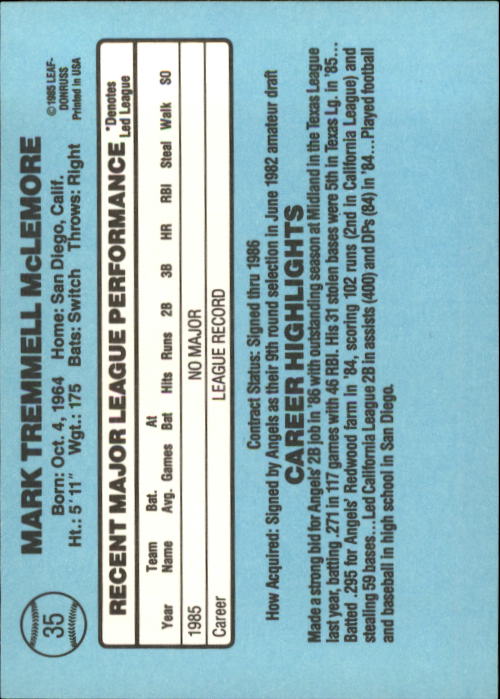 35
MARK TREMMELL McLEMORE
Born: Oct. 4, 1964 Home: San Diego, Calif.
Ht.: 5'11" Wgt.: 175 Bats: Switch Throws: Right
©1985 LEAF-
DONRUSS
Printed in USA
RECENT MAJOR LEAGUE PERFORMANCE
*Denotes
Led League
Team Bat. At
Year Name Avg. Games Bat Hits Runs 2B 3B HR RBI Steal Walk SO
1985 NO MAJOR
Career LEAGUE RECORD
Contract Status: Signed thru 1986
How Acquired: Signed by Angels as their 9th round selection in June 1982 amateur draft
CAREER HIGHLIGHTS
Made a strong bid for Angels' 2B job in '86 with outstanding season at Midland in the Texas League
last year, batting .271 in 117 games with 46 RBI. His 31 stolen bases were 5th in Texas Lg. in '85...
Batted .295 for Angels' Redwood farm in '84, scoring 102 runs (2nd in California League) and
stealing 59 bases...Led California League 2B in assists (400) and DPs (84) in '84...Played football
and baseball in high school in San Diego.